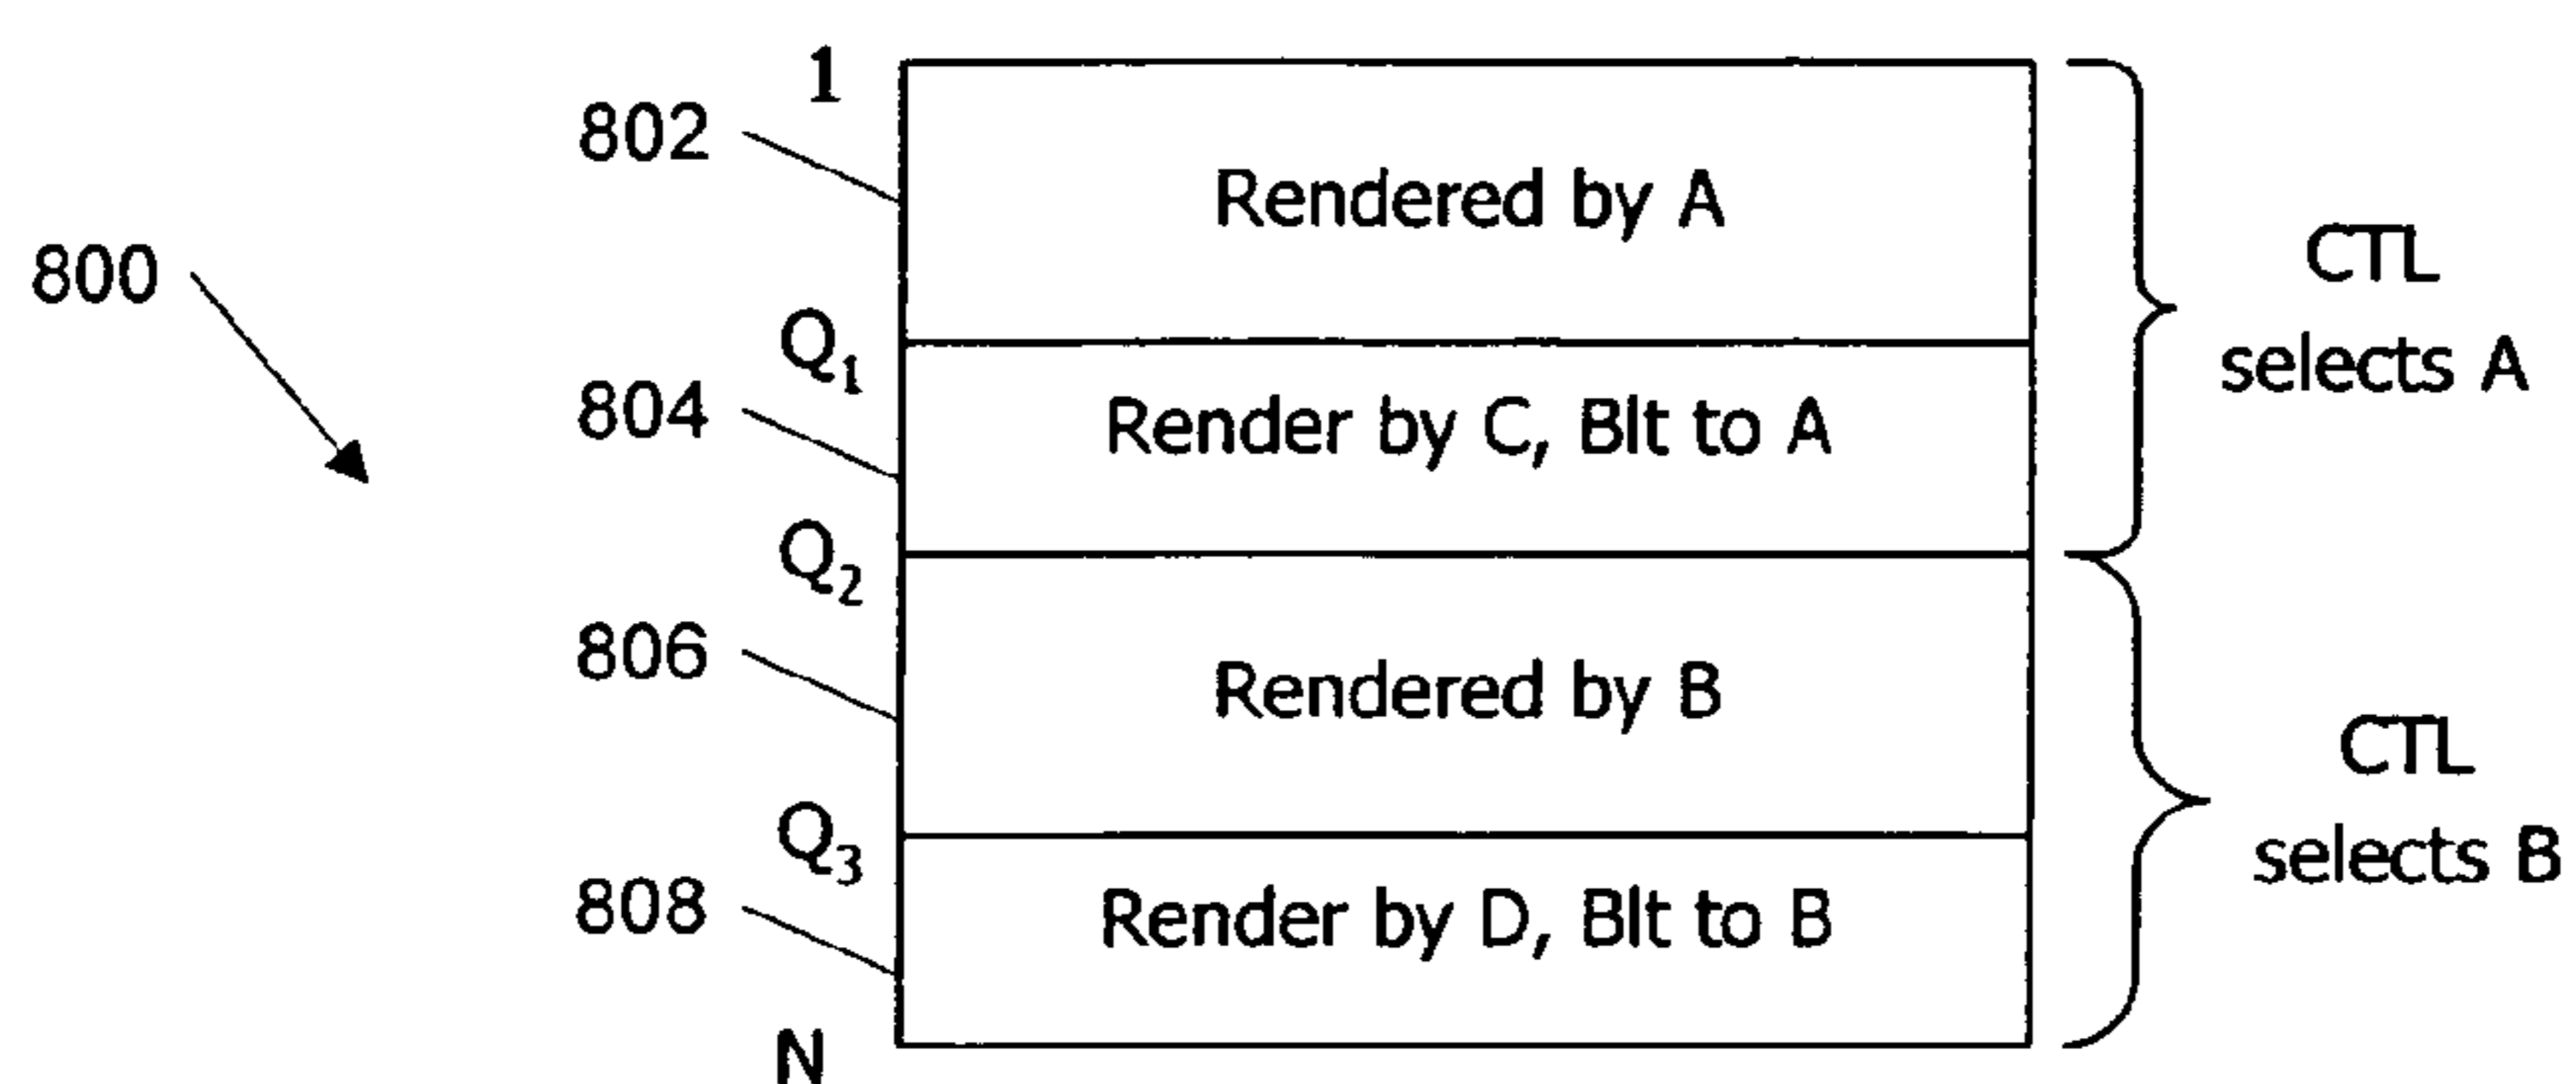 1
802
Rendered by A
800
CTL
selects A
Q1
804
Render by C, Blt to A
Q2
806
Rendered by B
CTL
selects B
Q3
808
Render by D, Blt to B
N